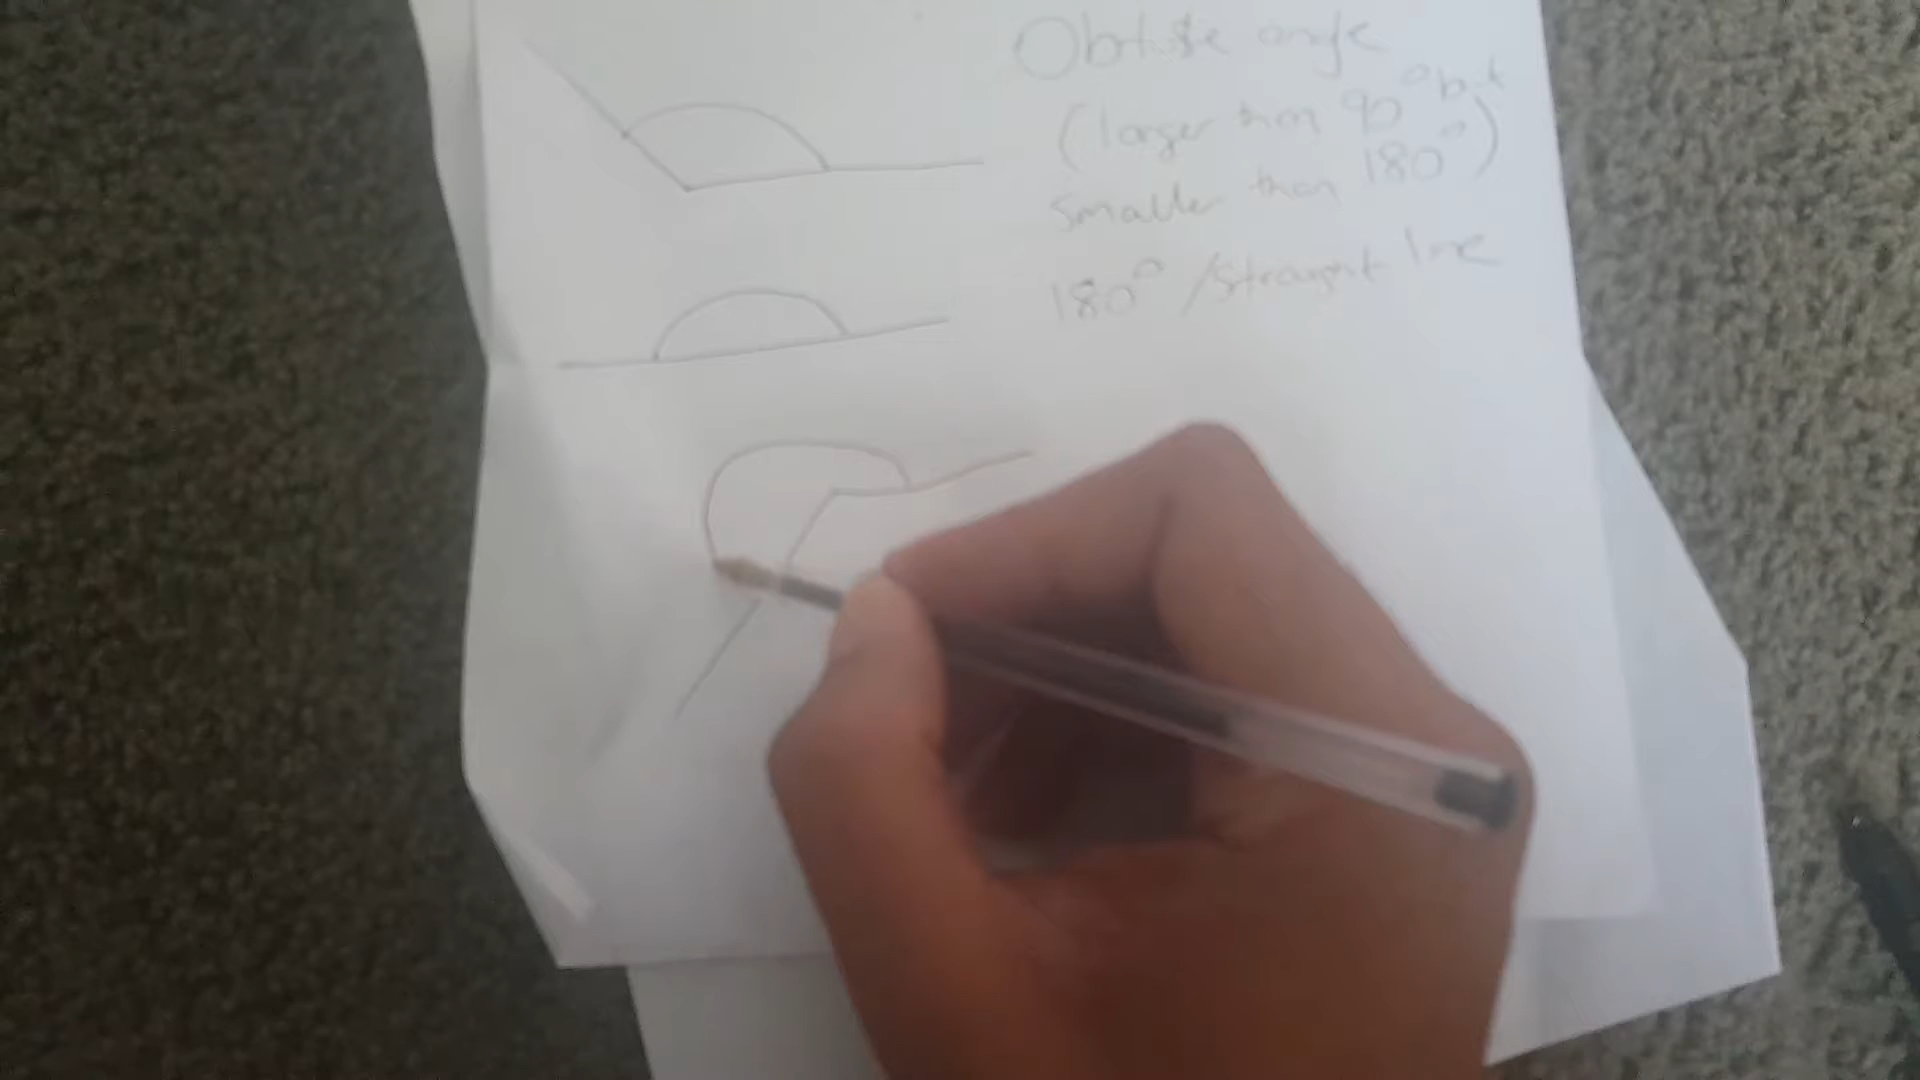 Obtuse angle
(larger than 90° but
smaller than 180°)
180° / Straight line